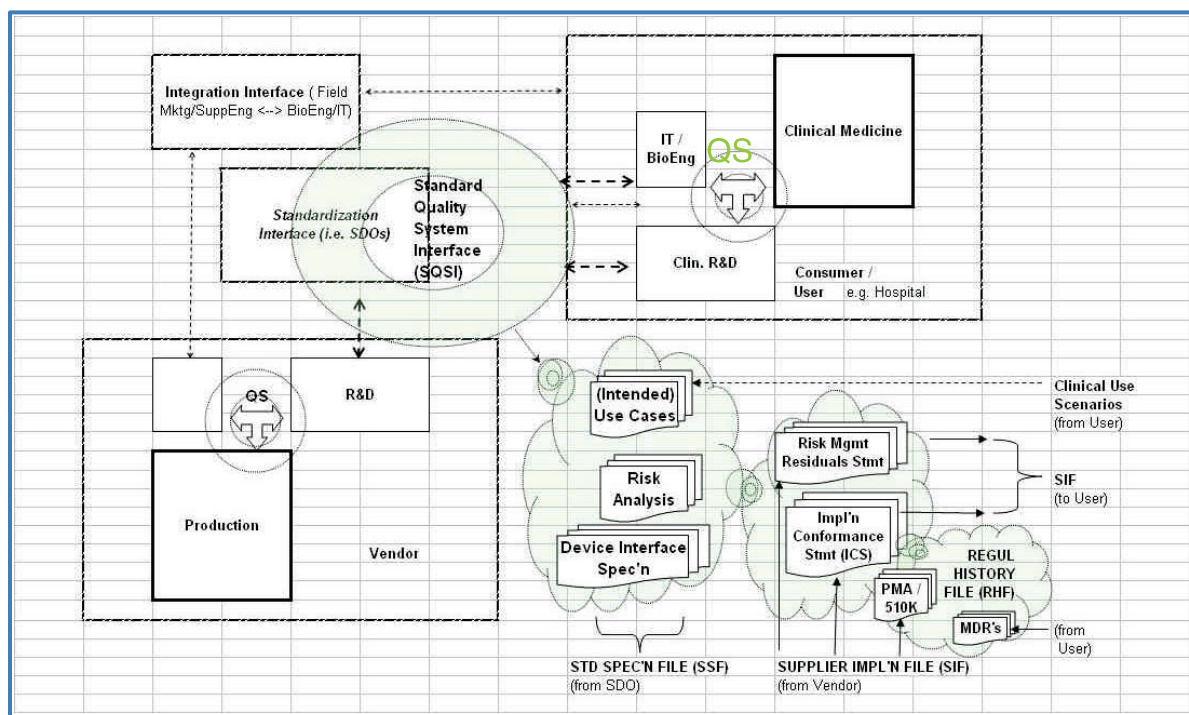 Integration Interface ( Field
Mktg/SuppEng <--> BioEng/IT)
IT /
BioEng
QS
Clinical Medicine
Standardization
Interface (i.e. SDOs)
Standard
Quality
System
Interface
(SQSI)
Clin. R&D
Consumer /
User e.g. Hospital
QS
R&D
Production
Vendor
(Intended)
Use Cases
Risk
Analysis
Device Interface
Spec'n
Clinical Use
Scenarios
(from User)
Risk Mgmt
Residuals Stmt
SIF
(to User)
Impl'n
Conformance
Stmt (ICS)
REGUL
HISTORY
FILE (RHF)
PMA /
510K
MDR's
(from
User)
STD SPEC'N FILE (SSF)
(from SDO)
SUPPLIER IMPL'N FILE (SIF)
(from Vendor)